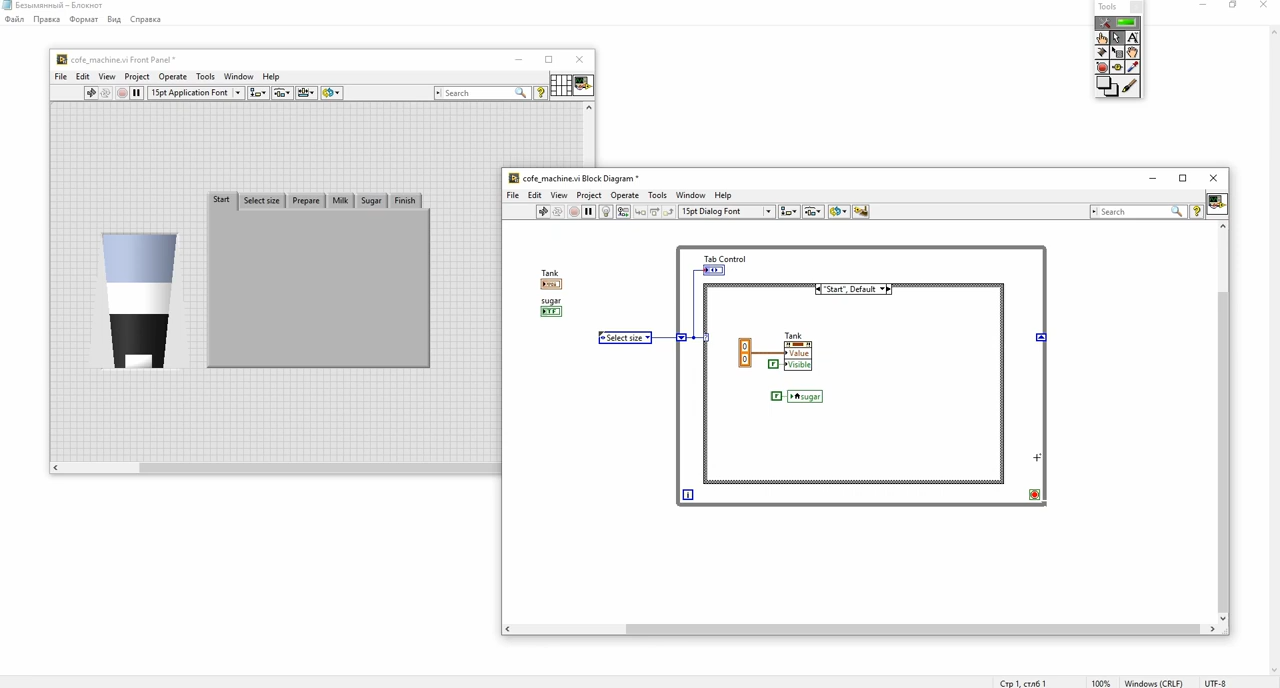 Безымянный – Блокнот
Файл Правка Формат Вид Справка
Tools
cofe_machine.vi Front Panel *
File Edit View Project Operate Tools Window Help
15pt Application Font
Search
?
Start Select size Prepare Milk Sugar Finish
cofe_machine.vi Block Diagram *
File Edit View Project Operate Tools Window Help
15pt Dialog Font
Search
?
Tab Control
Tank
sugar
TF
"Start", Default
Select size
?
Tank
0
0
Value
F
Visible
F
sugar
i
Стр 1, стлб 1
100%
Windows (CRLF)
UTF-8